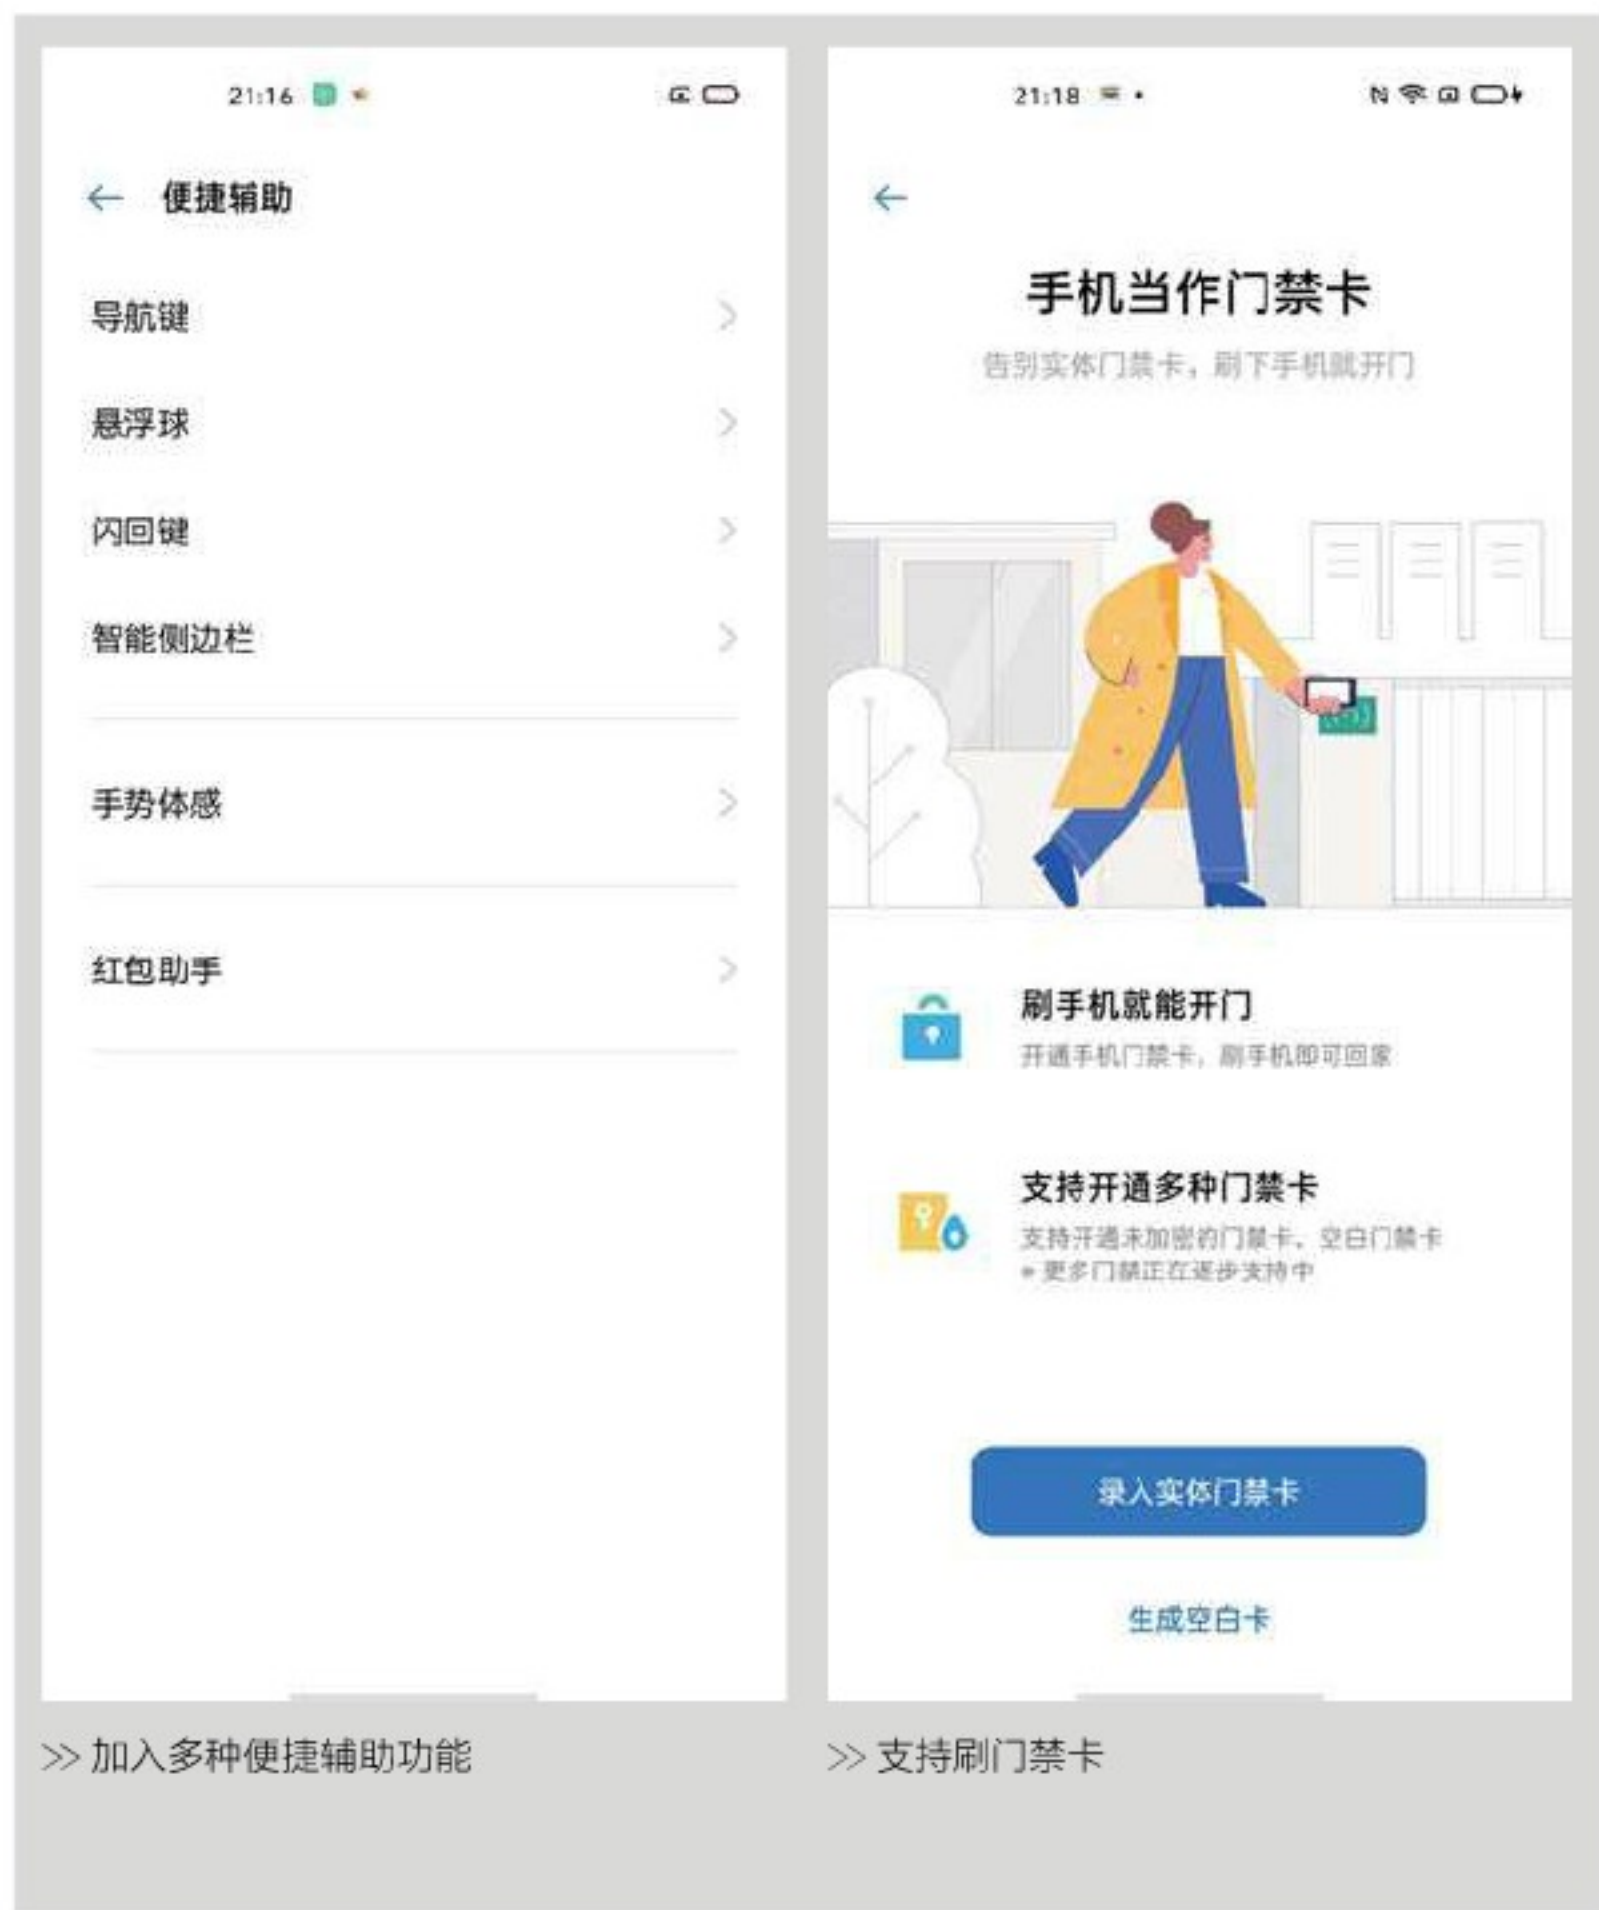 21:16
便捷辅助
导航键
悬浮球
闪回键
智能侧边栏
手势体感
红包助手
>> 加入多种便捷辅助功能
21:18
手机当作门禁卡
告别实体门禁卡，刷下手机就开门
刷手机就能开门
开通手机门禁卡，刷手机即可回家
支持开通多种门禁卡
支持开通未加密的门禁卡、空白门禁卡
* 更多门禁正在逐步支持中
录入实体门禁卡
生成空白卡
>> 支持刷门禁卡